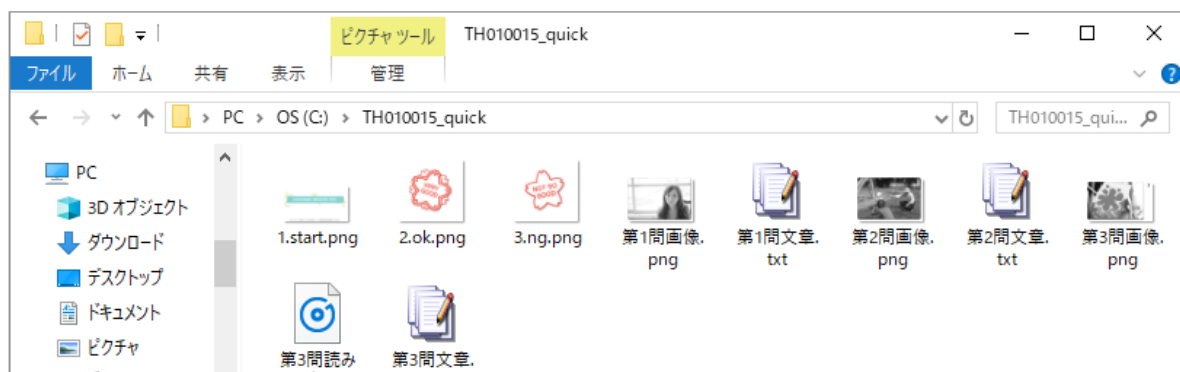 ピクチャ ツール TH010015_quick
ファイル ホーム 共有 表示 管理
PC > OS (C:) > TH010015_quick TH010015_qui...
PC
3D オブジェクト
ダウンロード
デスクトップ
ドキュメント
ピクチャ
1.start.png 2.ok.png 3.ng.png 第1問画像.png 第1問文章.txt 第2問画像.png 第2問文章.txt 第3問画像.png
第3問読み 第3問文章.
VERY GOOD
NOT SO GOOD